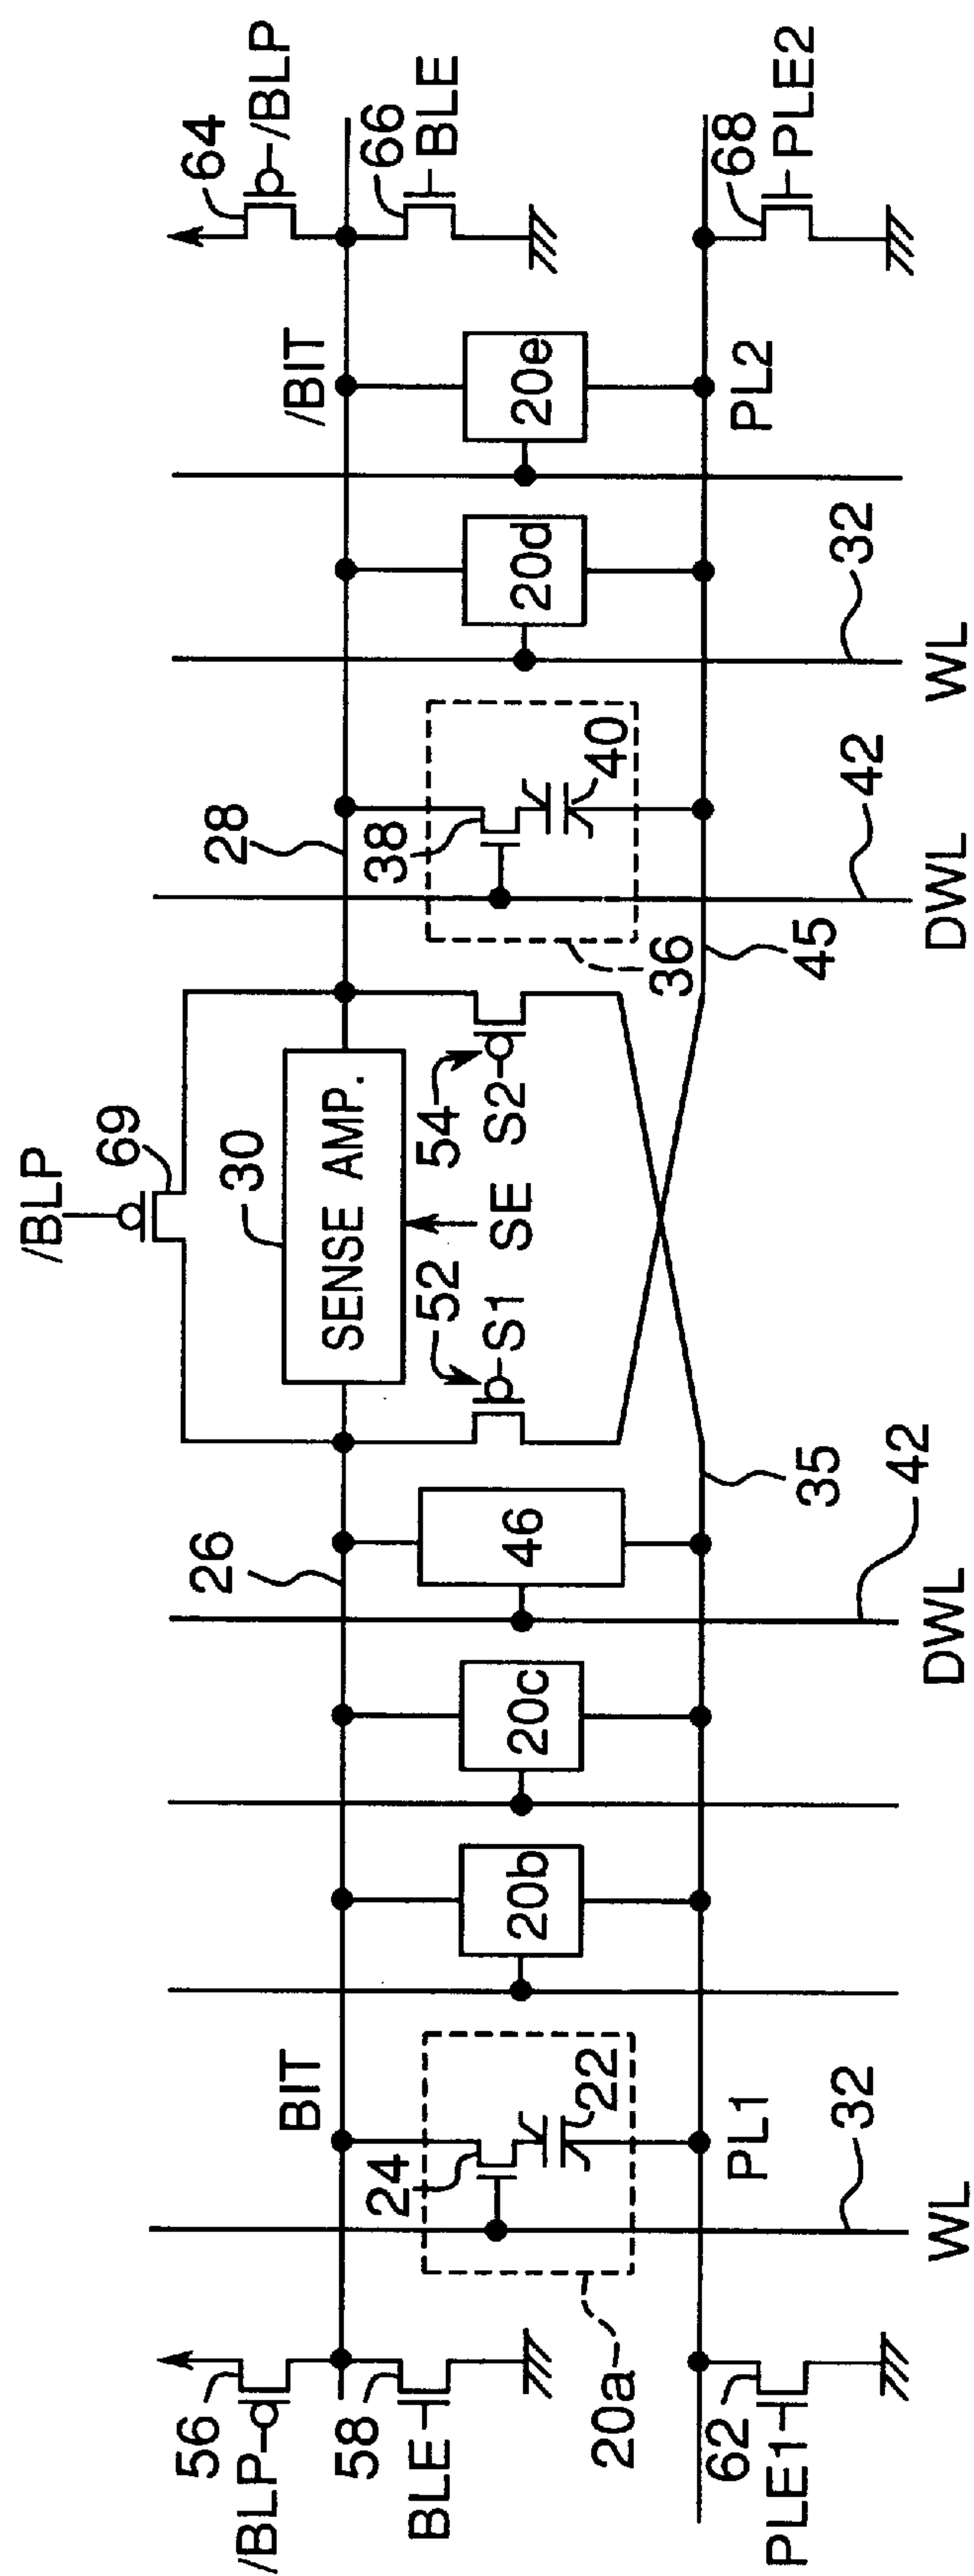 /BLP
69
56
/BLP
58
BLE
BIT
26
30
SENSE AMP.
28
/BIT
64
/BLP
66
BLE
24
22
20a
20b
20c
46
52
S1
SE
54
S2
38
40
36
20d
20e
62
PLE1
PL1
35
45
PL2
68
PLE2
32
WL
42
DWL
42
DWL
32
WL